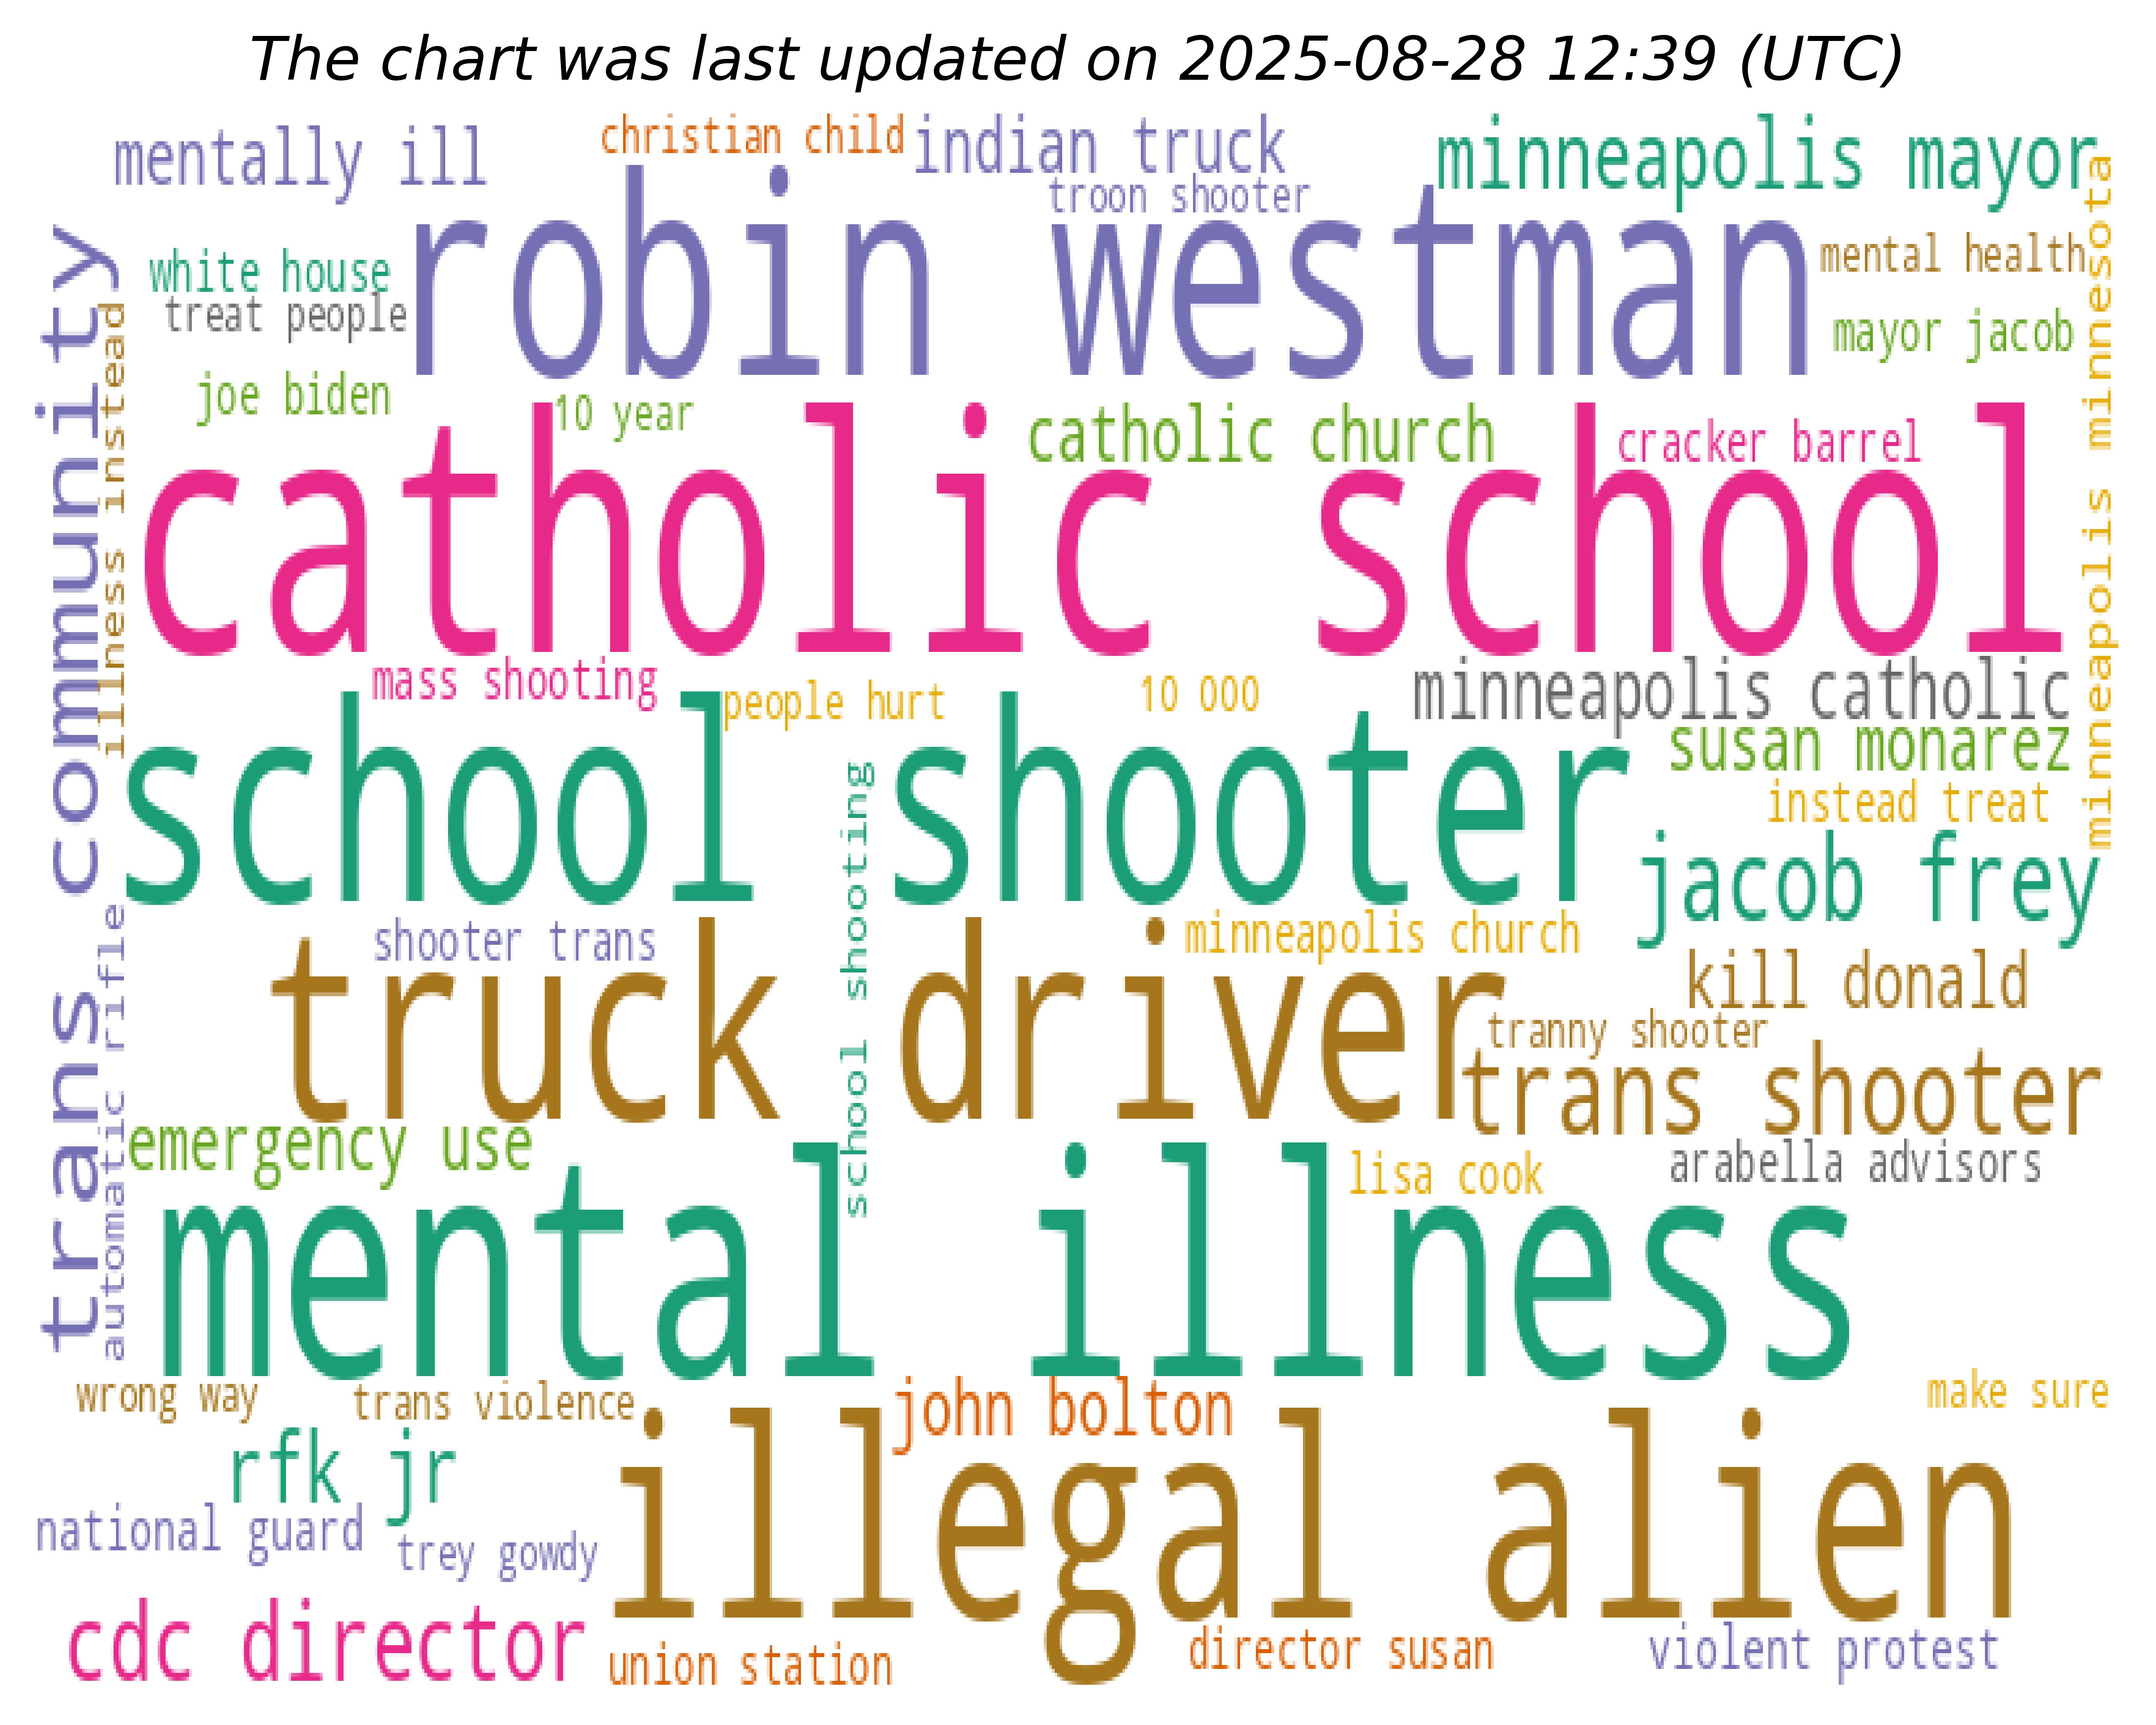 The chart was last updated on 2025-08-28 12:39 (UTC)
mentally ill
christian child
indian truck
minneapolis mayor
troon shooter
robin westman
white house
treat people
mental health
mayor jacob
joe biden
10 year
catholic church
cracker barrel
catholic school
mass shooting
people hurt
10 000
minneapolis catholic
susan monarez
instead treat
school shooter
jacob frey
shooter trans
minneapolis church
truck driver
kill donald
tranny shooter
trans shooter
emergency use
lisa cook
arabella advisors
mental illness
wrong way
trans violence
john bolton
make sure
rfk jr
illegal alien
national guard
trey gowdy
cdc director
union station
director susan
violent protest
trans community
illness instead
automatic rifle
school shooting
minneapolis minnesota